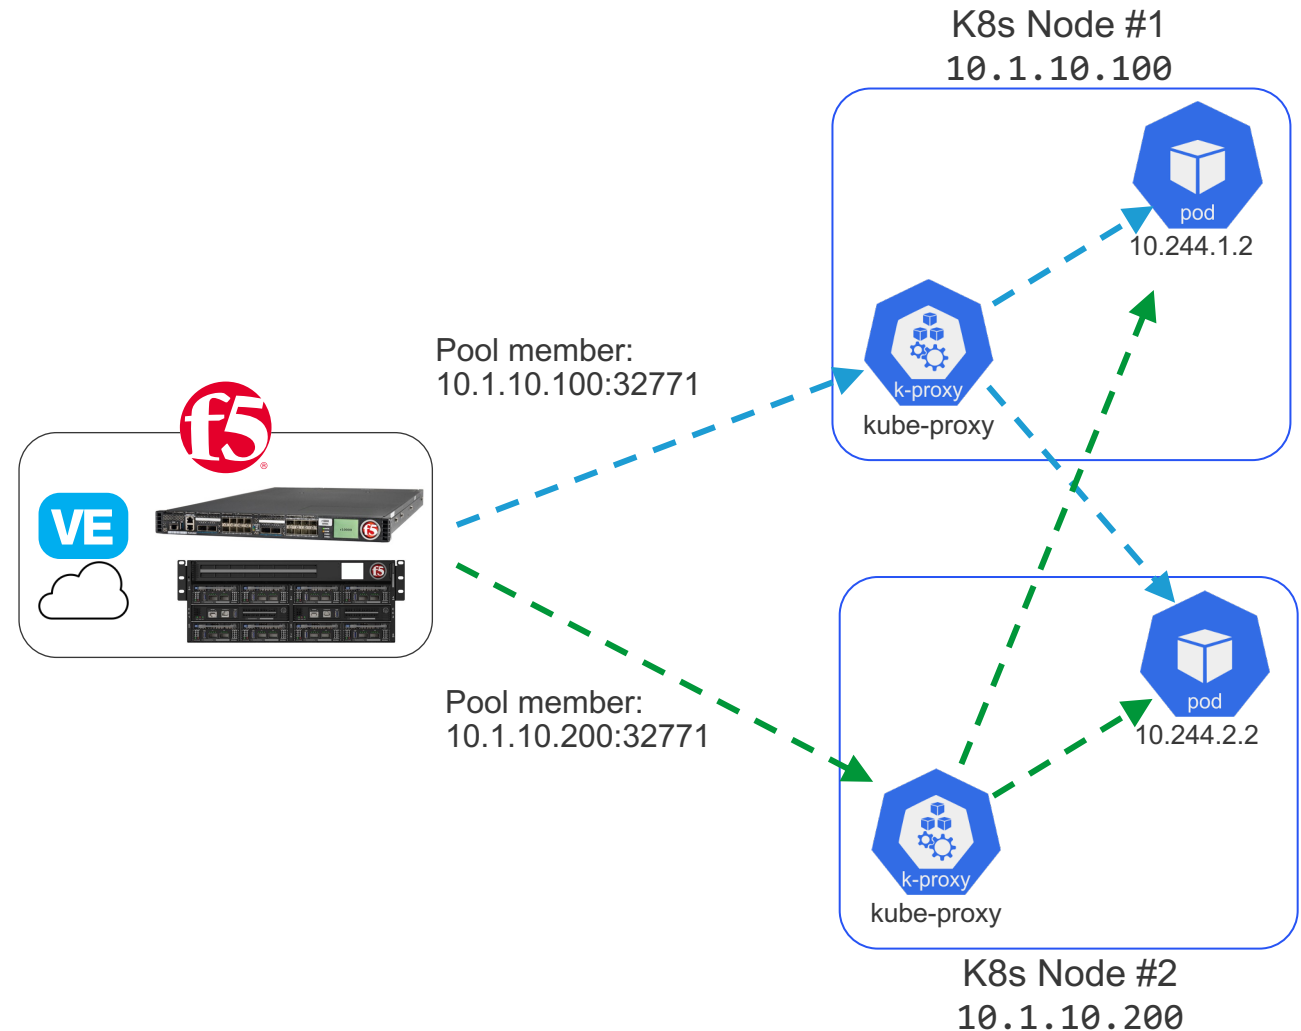 K8s Node #1
10.1.10.100
pod
10.244.1.2
Pool member:
10.1.10.100:32771
k-proxy
kube-proxy
f5
VE
f5
f5
pod
10.244.2.2
Pool member:
10.1.10.200:32771
k-proxy
kube-proxy
K8s Node #2
10.1.10.200